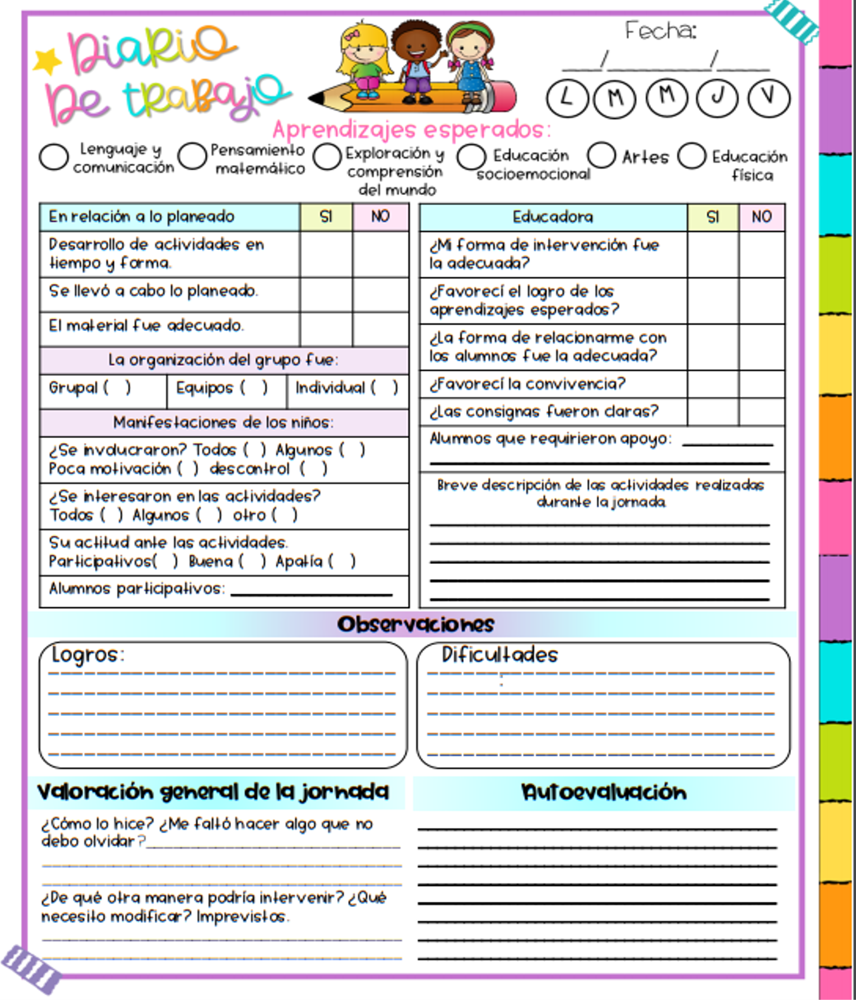 Diario
De trabajo
Fecha:
___/_________/_____
L M M J V
Aprendizajes esperados:
Lenguaje y
comunicación
Pensamiento
matemático
Exploración y
comprensión
del mundo
Educación
socioemocional
Artes
Educación
física
En relación a lo planeado SI NO
Desarrollo de actividades en
tiempo y forma.
Se llevó a cabo lo planeado.
El material fue adecuado.
La organización del grupo fue:
Grupal ( ) Equipos ( ) Individual ( )
Manifestaciones de los niños:
¿Se involucraron? Todos ( ) Algunos ( )
Poca motivación ( ) descontrol ( )
¿Se interesaron en las actividades?
Todos ( ) Algunos ( ) otro ( )
Su actitud ante las actividades.
Participativos( ) Buena ( ) Apatía ( )
Alumnos participativos: ____________
Educadora SI NO
¿Mi forma de intervención fue
la adecuada?
¿Favorecí el logro de los
aprendizajes esperados?
¿La forma de relacionarme con
los alumnos fue la adecuada?
¿Favorecí la convivencia?
¿Las consignas fueron claras?
Alumnos que requirieron apoyo: _______
Breve descripción de las actividades realizadas
durante la jornada
Observaciones
Logros:
Dificultades
:
Valoración general de la jornada
¿Cómo lo hice? ¿Me faltó hacer algo que no
debo olvidar?____________________
¿De qué otra manera podría intervenir? ¿Qué
necesito modificar? Imprevistos.
Autoevaluación